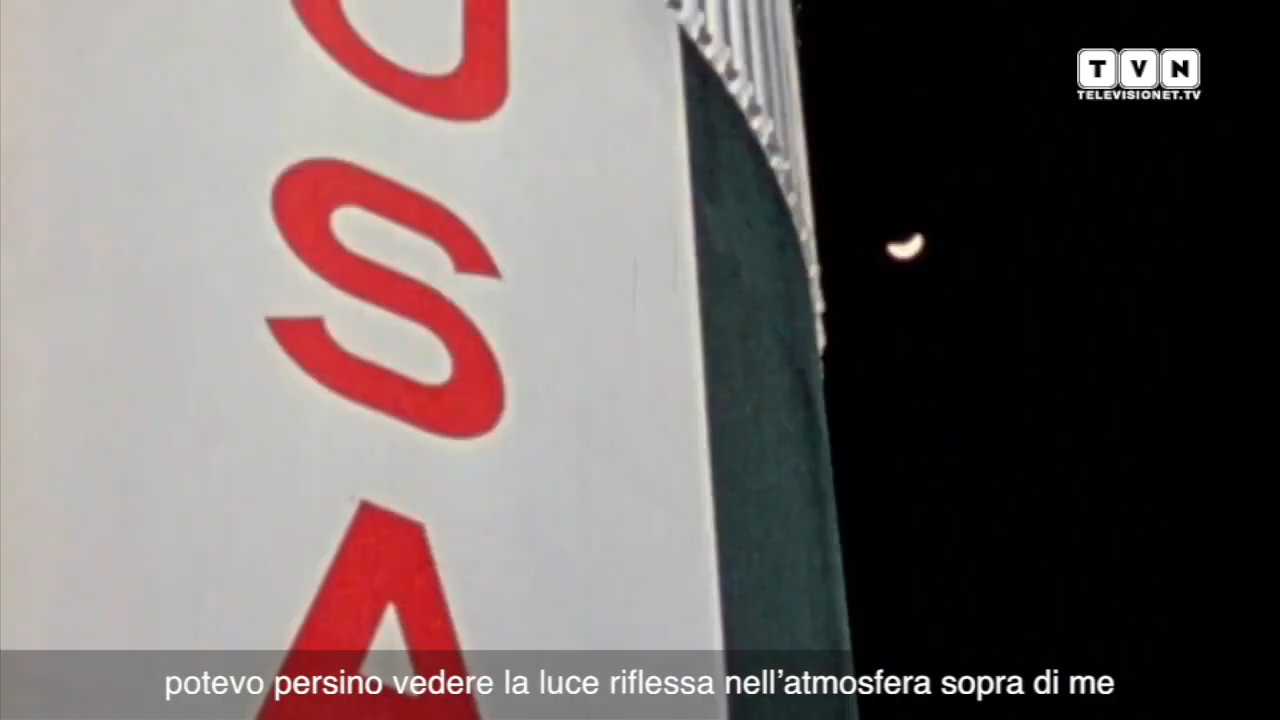 USA
TVN
TELEVISIONET.TV
potevo persino vedere la luce riflessa nell'atmosfera sopra di me